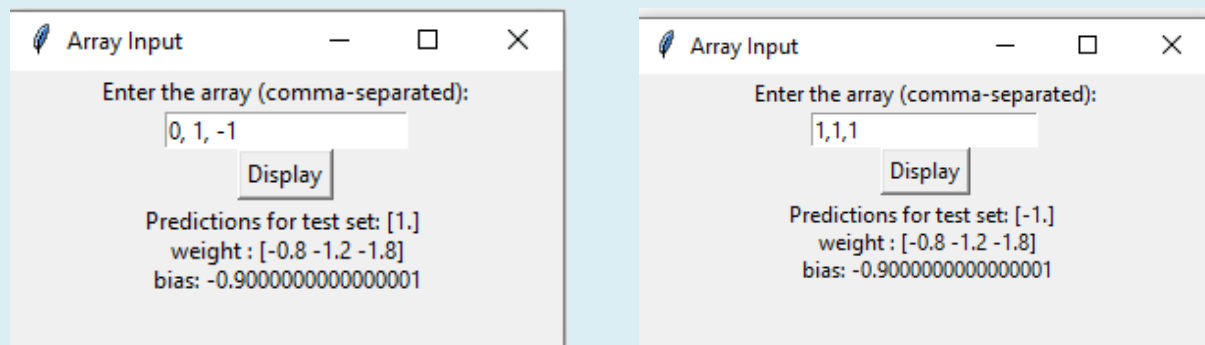 Array Input
Enter the array (comma-separated):
0, 1, -1
Display
Predictions for test set: [1.]
weight : [-0.8 -1.2 -1.8]
bias: -0.9000000000000001
Array Input
Enter the array (comma-separated):
1,1,1
Display
Predictions for test set: [-1.]
weight : [-0.8 -1.2 -1.8]
bias: -0.9000000000000001